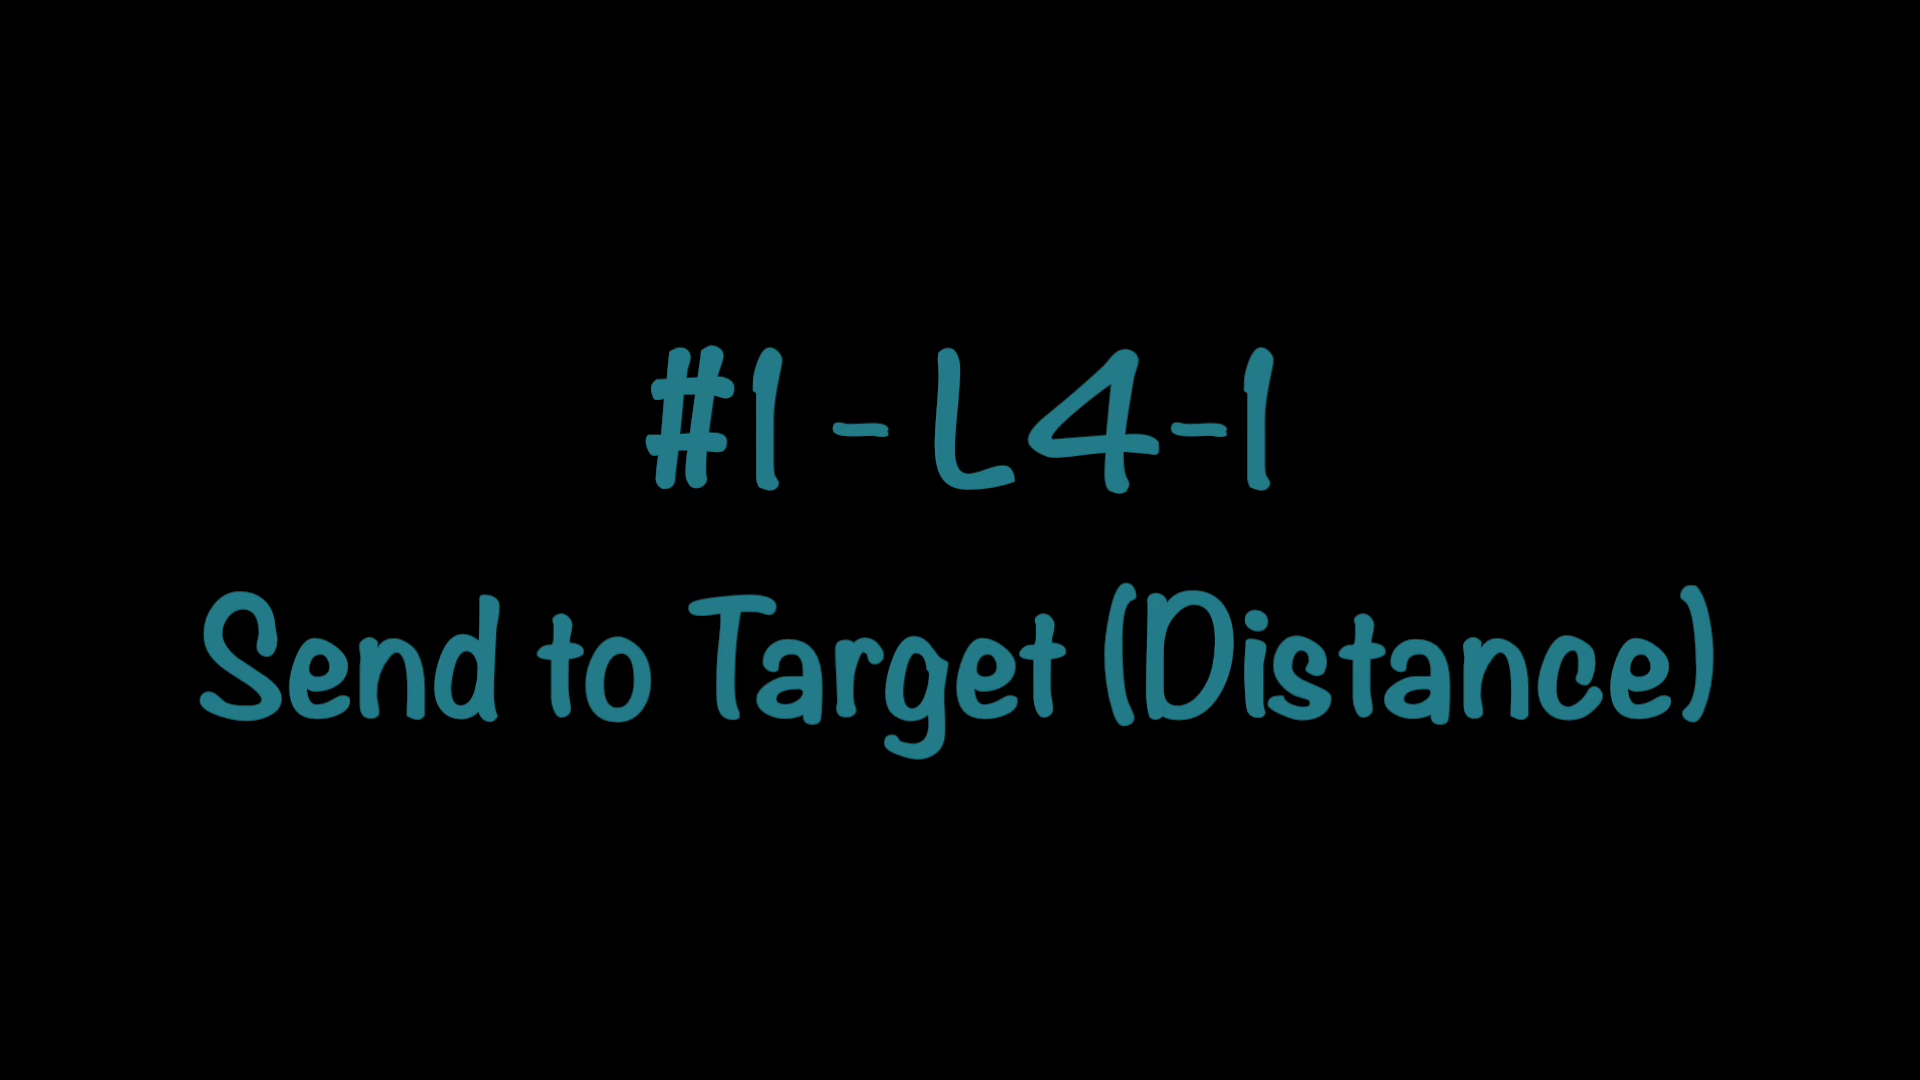 #1 - L4-1
Send to Target (Distance)